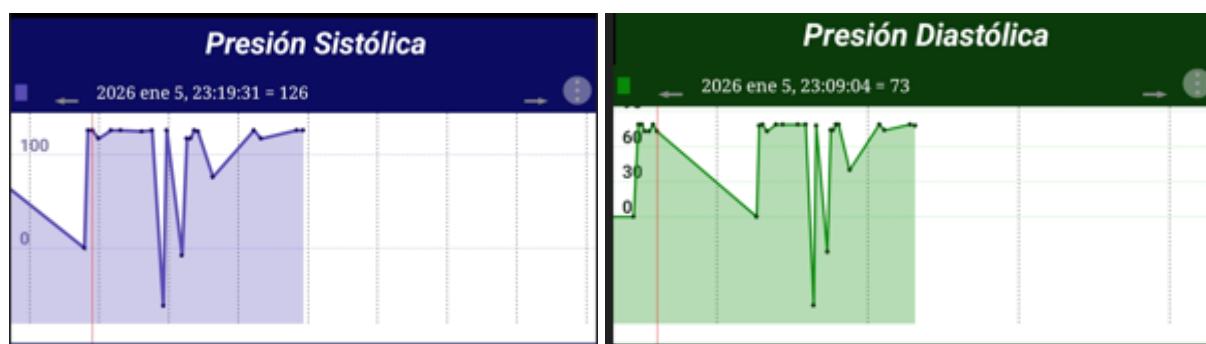 Presión Sistólica
2026 ene 5, 23:19:31 = 126
100
0
Presión Diastólica
2026 ene 5, 23:09:04 = 73
60
30
0